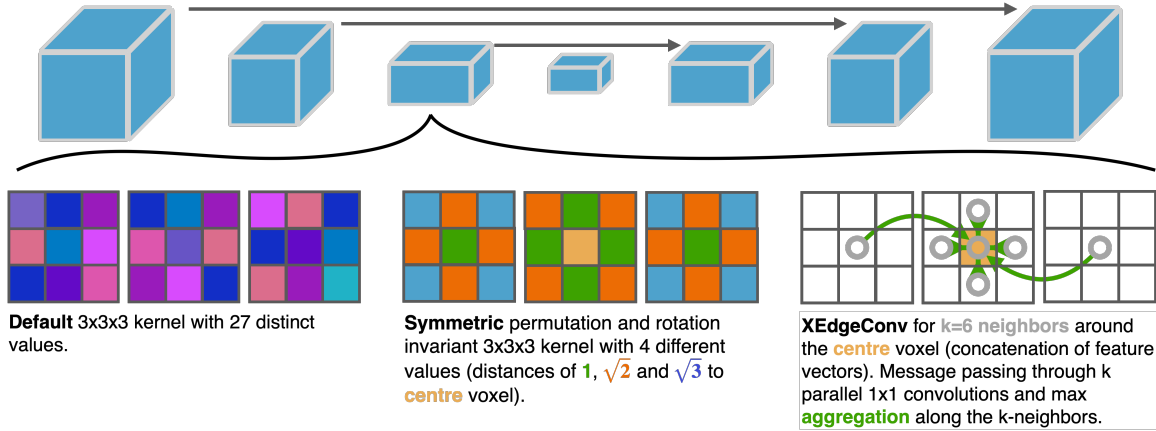 Default 3x3x3 kernel with 27 distinct
values.
Symmetric permutation and rotation
invariant 3x3x3 kernel with 4 different
values (distances of 1, √2 and √3 to
centre voxel).
XEdgeConv for k=6 neighbors around
the centre voxel (concatenation of feature
vectors). Message passing through k
parallel 1x1 convolutions and max
aggregation along the k-neighbors.